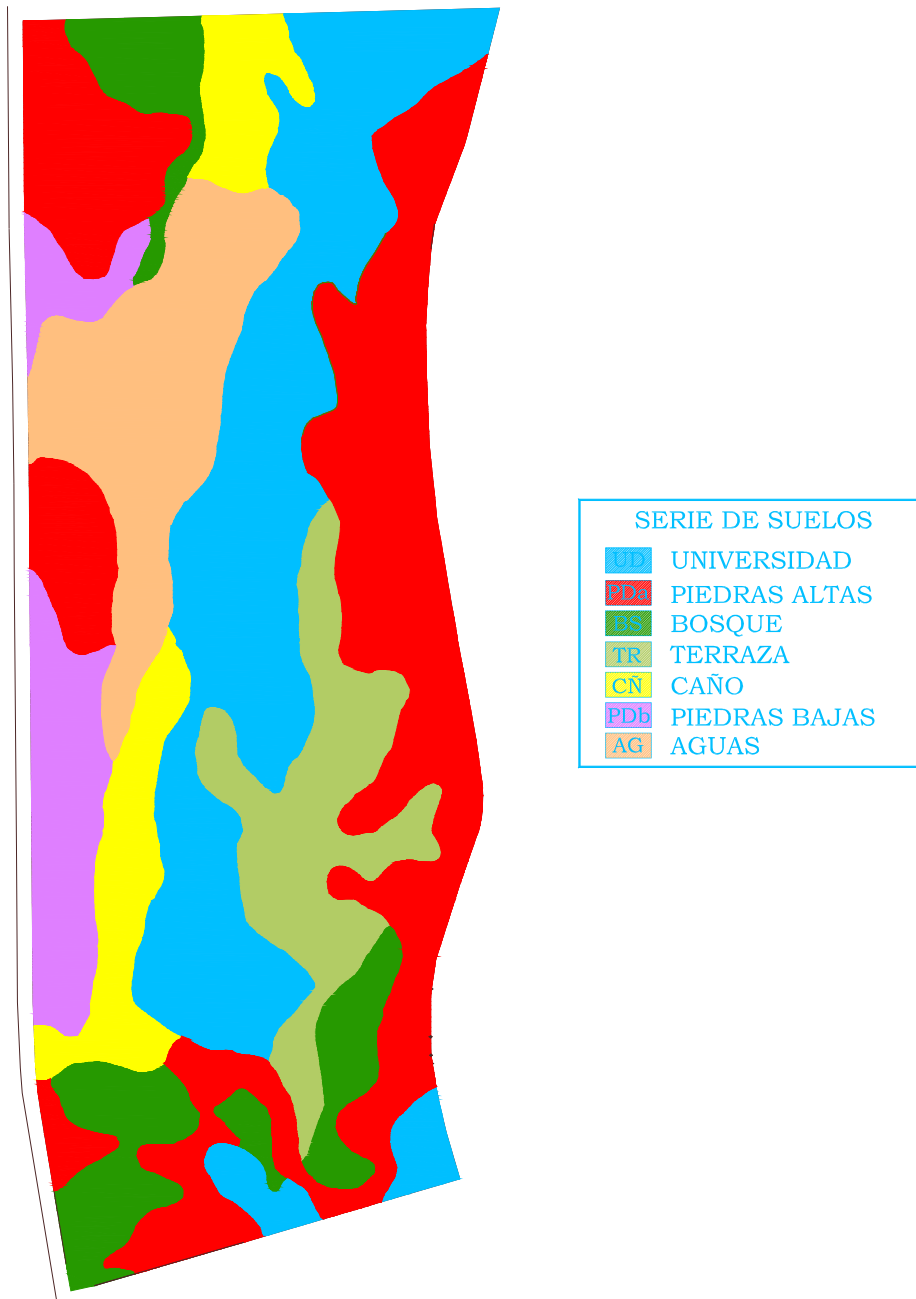 SERIE DE SUELOS
UD UNIVERSIDAD
PDa PIEDRAS ALTAS
BS BOSQUE
TR TERRAZA
CÑ CAÑO
PDb PIEDRAS BAJAS
AG AGUAS